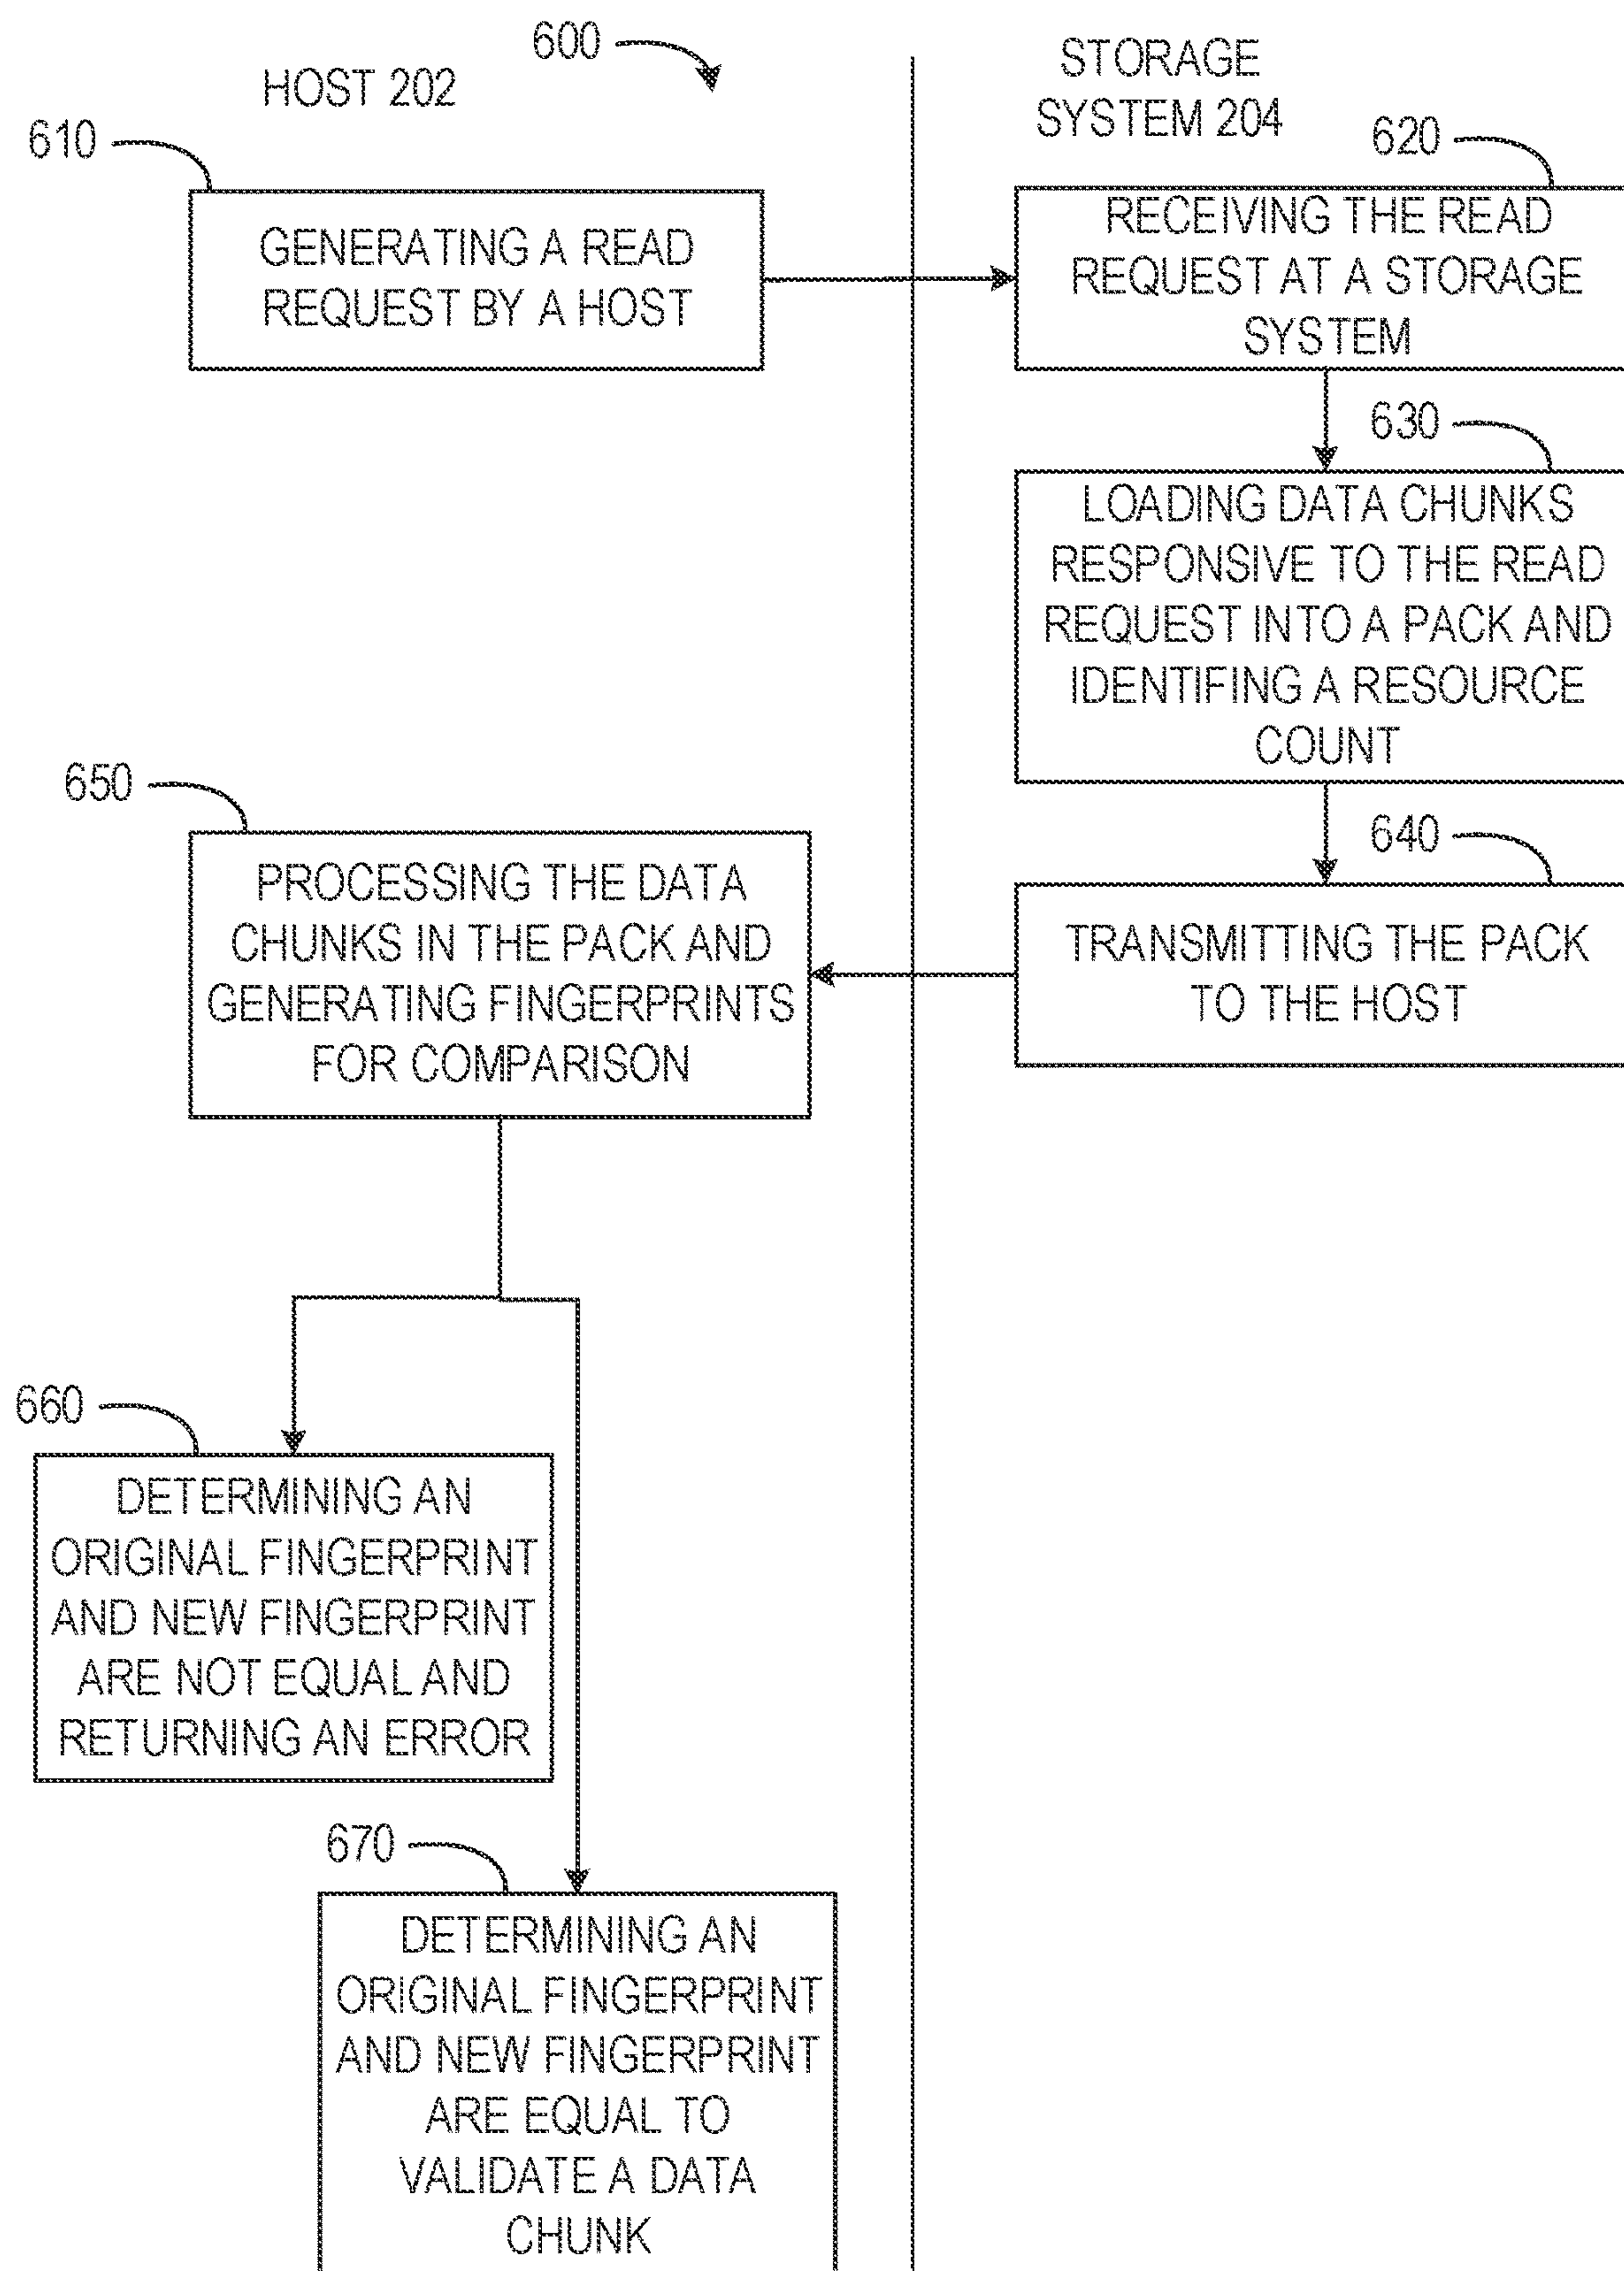 600
HOST 202
STORAGE
SYSTEM 204
610
GENERATING A READ
REQUEST BY A HOST
620
RECEIVING THE READ
REQUEST AT A STORAGE
SYSTEM
630
LOADING DATA CHUNKS
RESPONSIVE TO THE READ
REQUEST INTO A PACK AND
IDENTIFING A RESOURCE
COUNT
640
TRANSMITTING THE PACK
TO THE HOST
650
PROCESSING THE DATA
CHUNKS IN THE PACK AND
GENERATING FINGERPRINTS
FOR COMPARISON
660
DETERMINING AN
ORIGINAL FINGERPRINT
AND NEW FINGERPRINT
ARE NOT EQUAL AND
RETURNING AN ERROR
670
DETERMINING AN
ORIGINAL FINGERPRINT
AND NEW FINGERPRINT
ARE EQUAL TO
VALIDATE A DATA
CHUNK